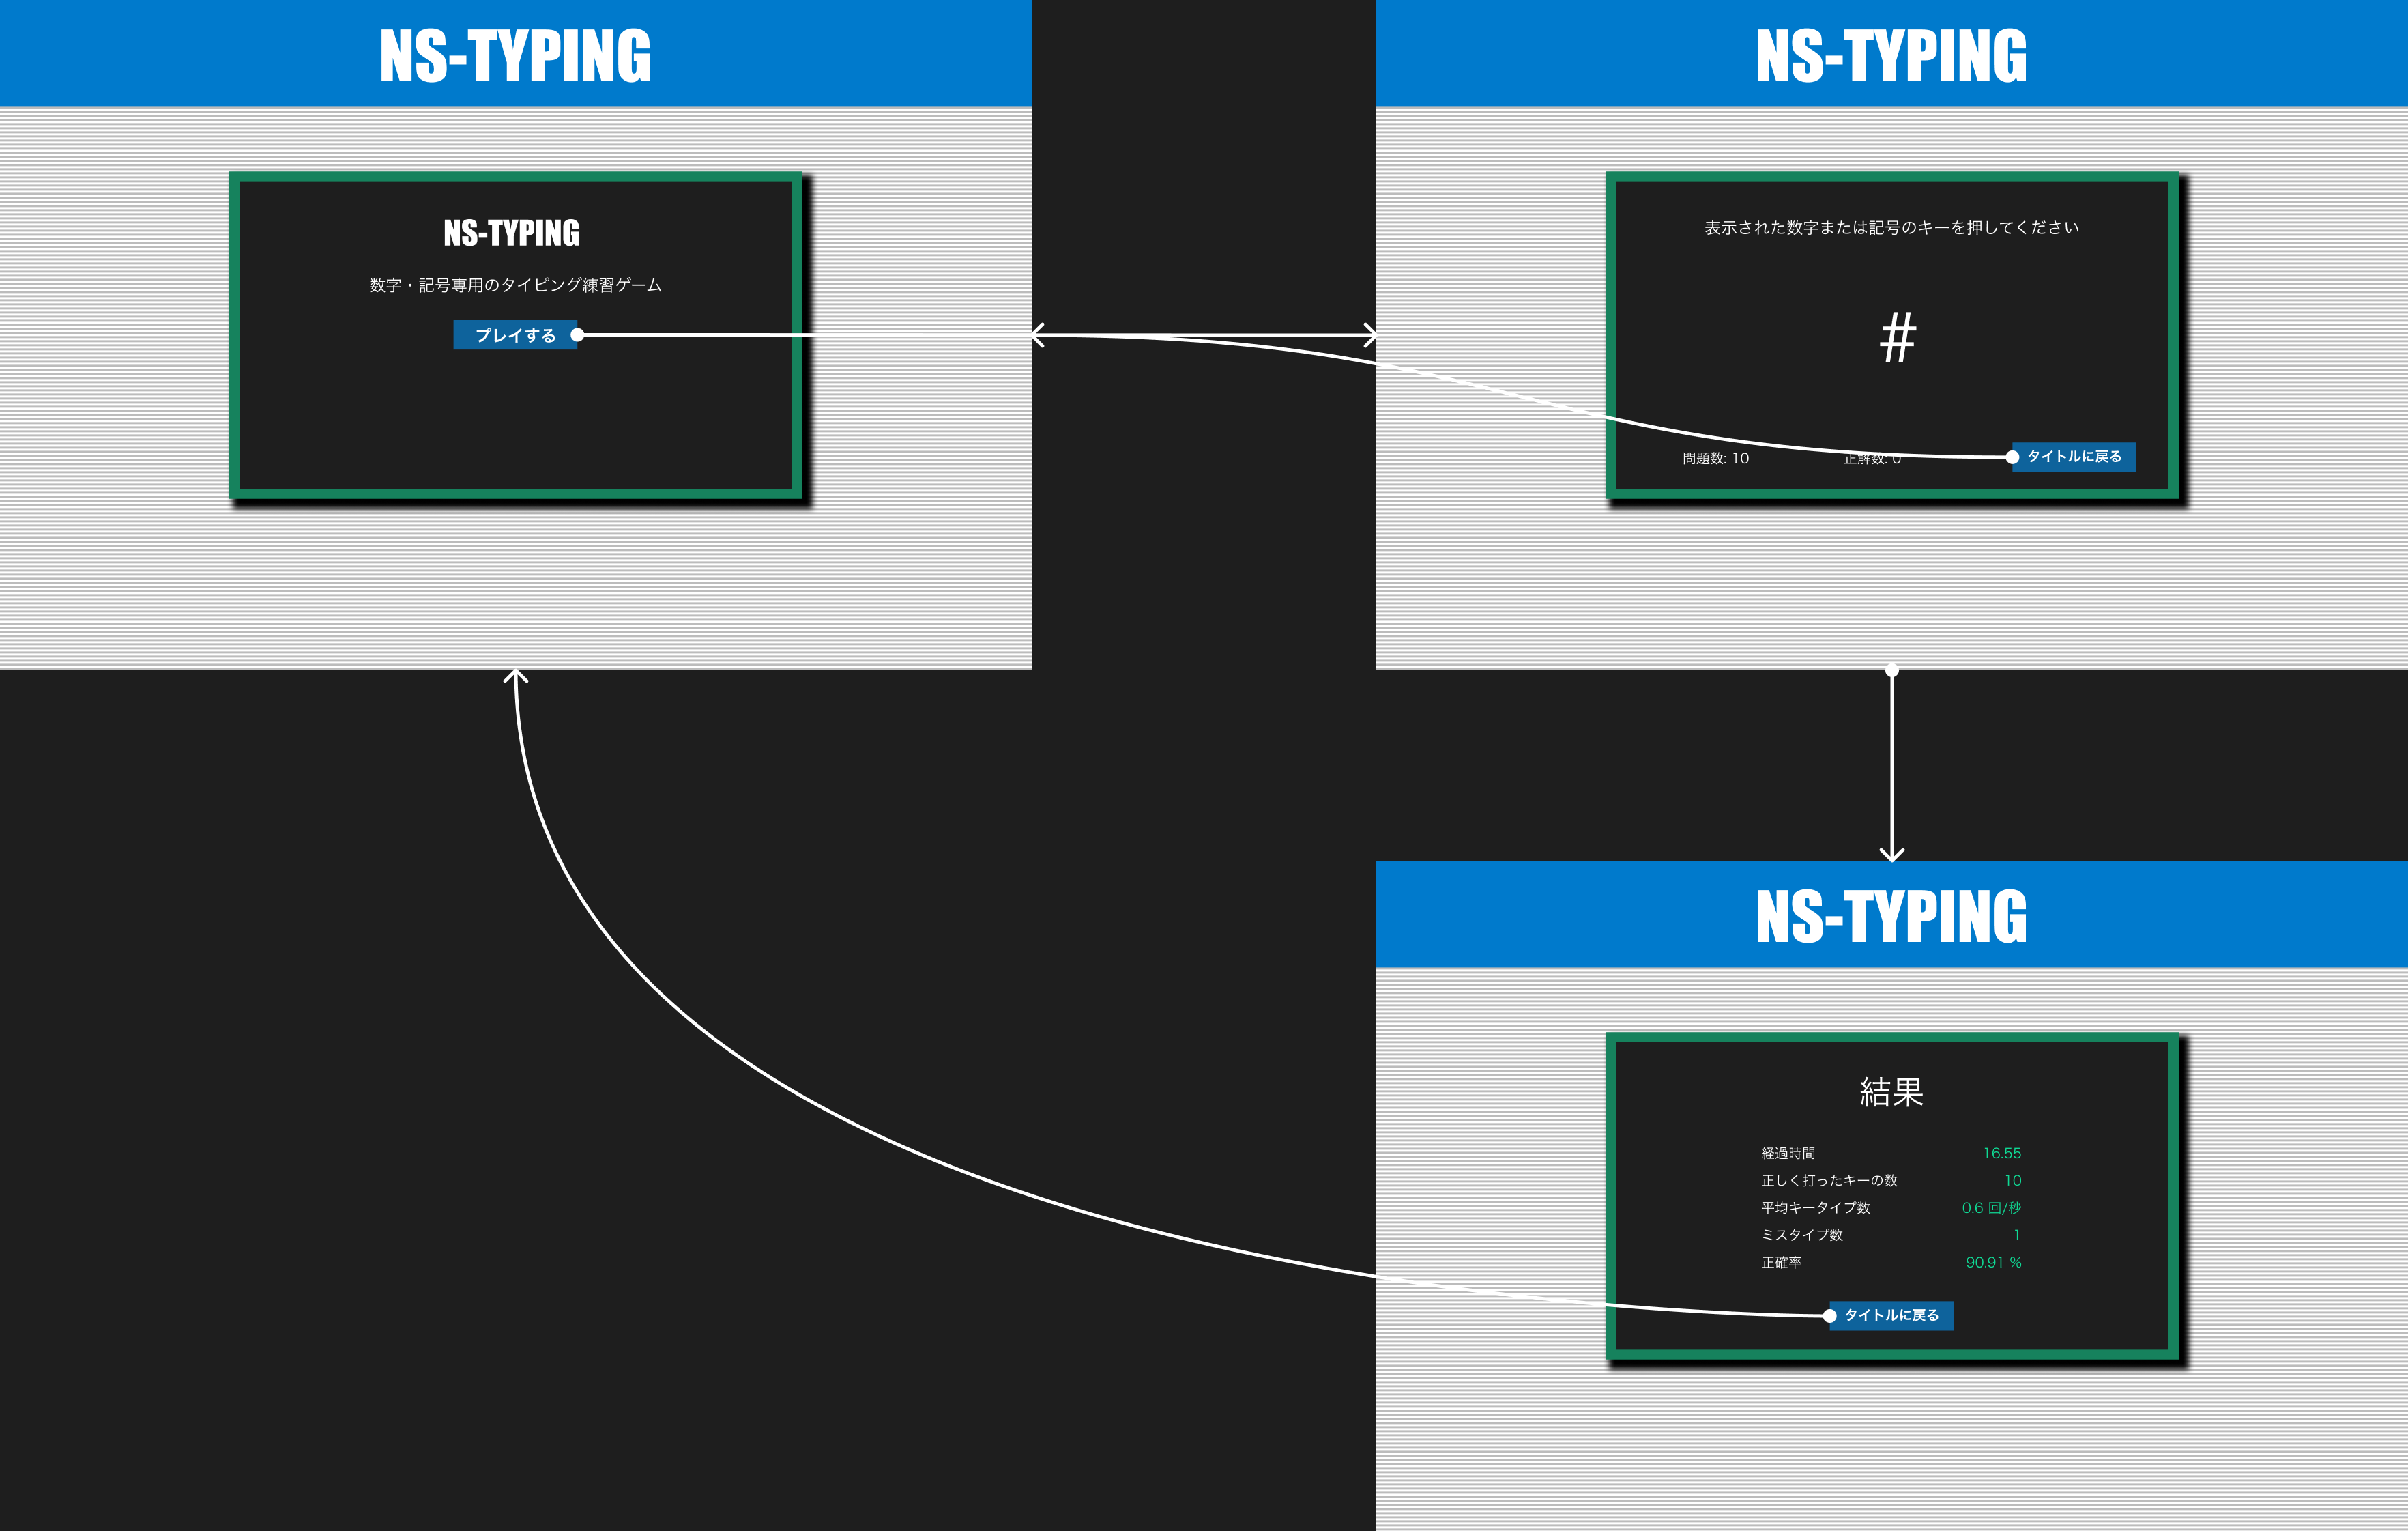 NS-TYPING
NS-TYPING
数字・記号専用のタイピング練習ゲーム
プレイする
NS-TYPING
表示された数字または記号のキーを押してください
#
問題数: 10
正解数: 0
タイトルに戻る
NS-TYPING
結果
経過時間 16.55
正しく打ったキーの数 10
平均キータイプ数 0.6 回/秒
ミスタイプ数 1
正確率 90.91 %
タイトルに戻る